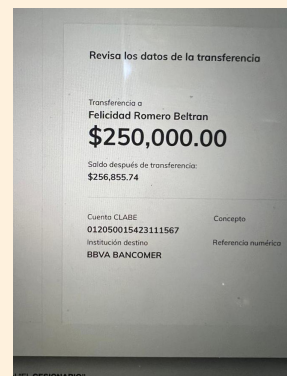 Revisa los datos de la transferencia
Transferencia a
Felicidad Romero Beltran
$250,000.00
Saldo después de transferencia:
$256,855.74
Cuenta CLABE
Concepto
012050015423111567
Institución destino
Referencia numérica
BBVA BANCOMER